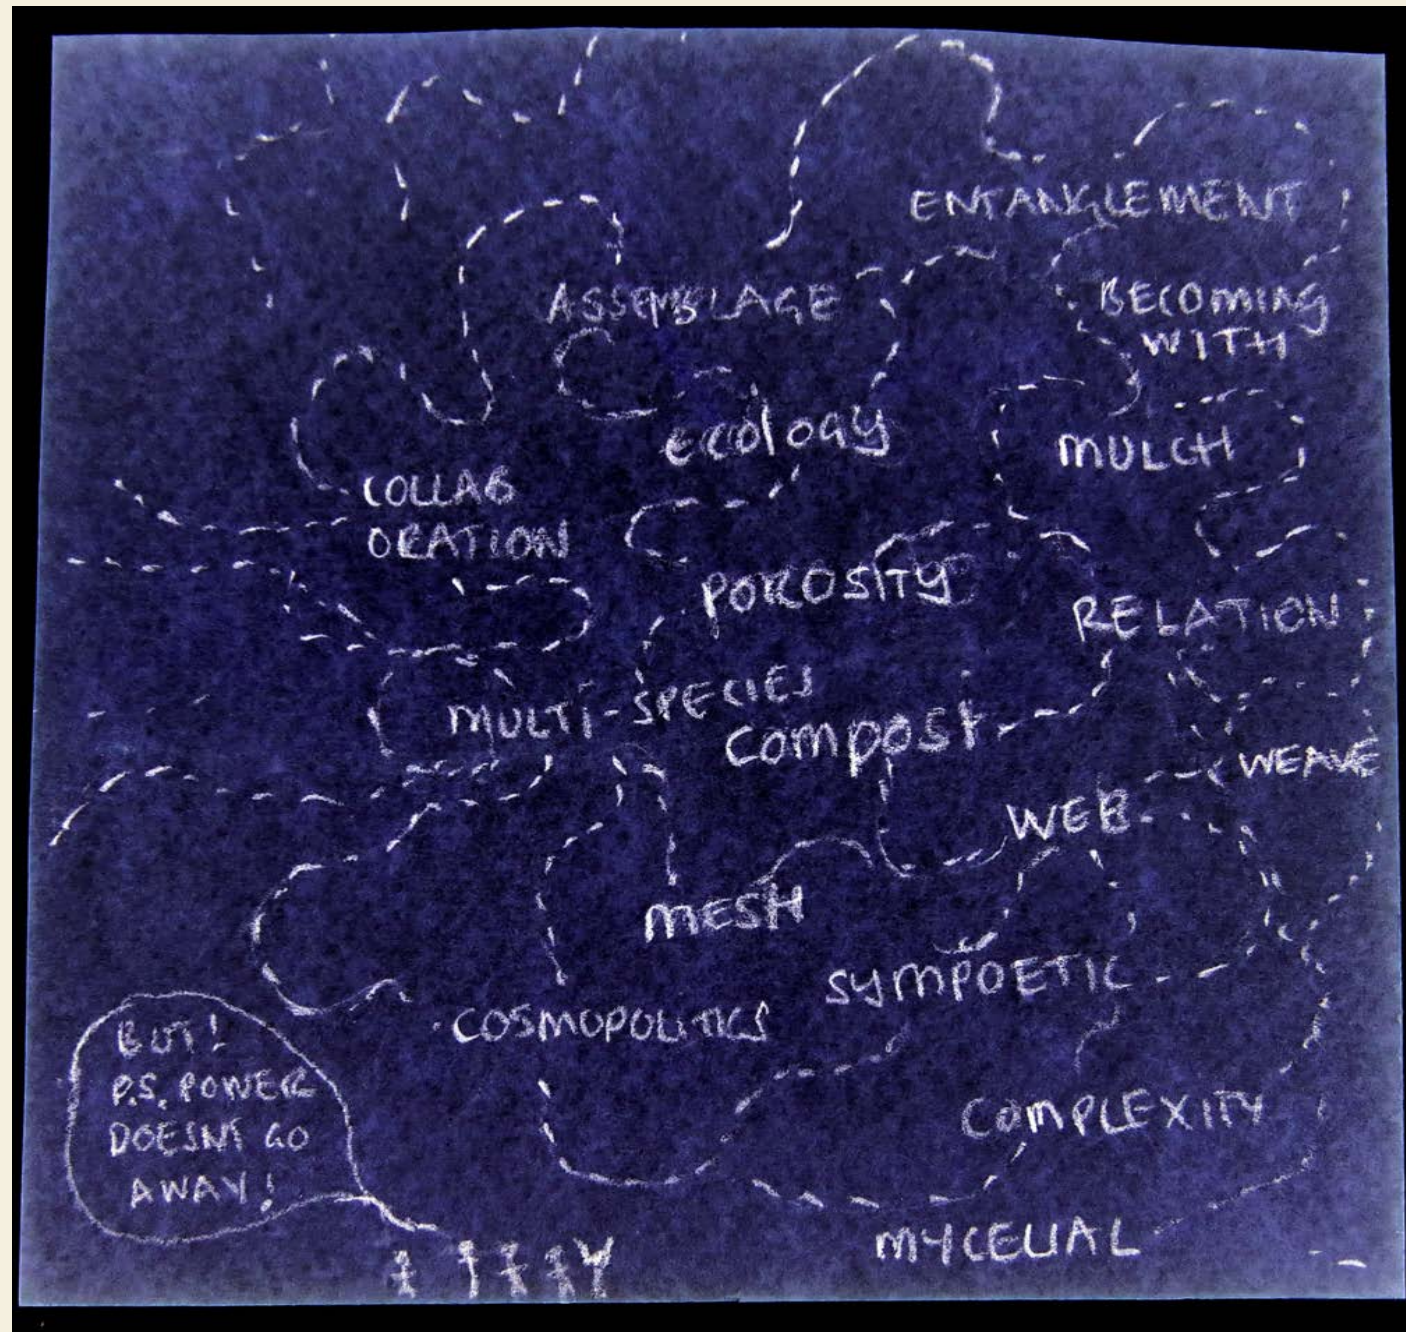 ENTANGLEMENT
ASSEMBLAGE
BECOMING
WITH
ecology
MULCH
COLLAB
ORATION
POROSITY
RELATION
MULTI-SPECIES
compost
WEAVE
WEB
MESH
SYMPOETIC
COSMOPOLITICS
BUT!
P.S. POWER
DOESNT GO
AWAY!
COMPLEXITY
MYCELIAL